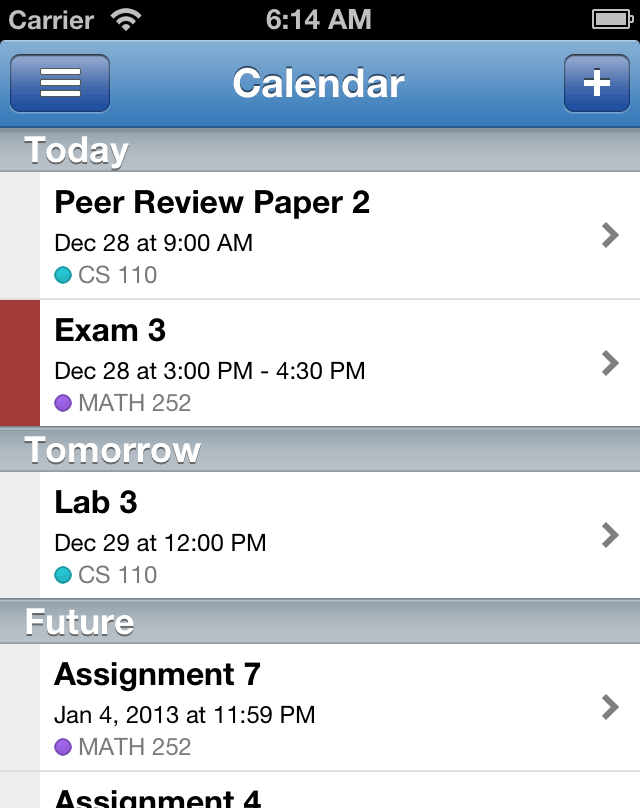 Carrier 6:14 AM
Calendar
Today
Peer Review Paper 2
Dec 28 at 9:00 AM
CS 110
Exam 3
Dec 28 at 3:00 PM - 4:30 PM
MATH 252
Tomorrow
Lab 3
Dec 29 at 12:00 PM
CS 110
Future
Assignment 7
Jan 4, 2013 at 11:59 PM
MATH 252
Assignment 4